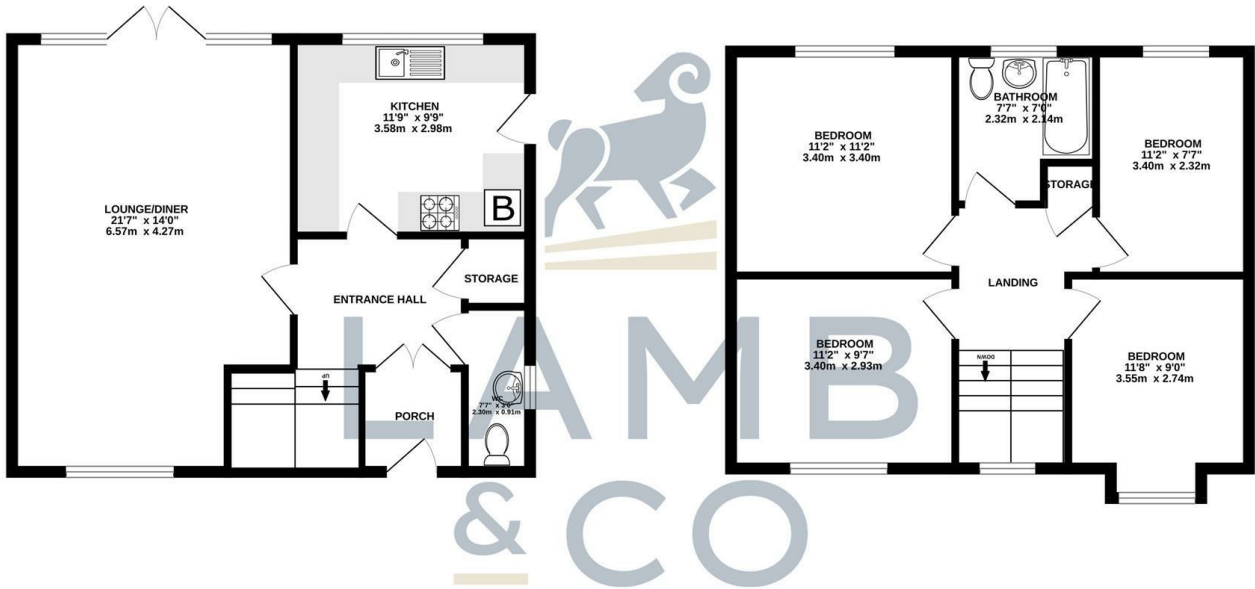 KITCHEN
11'9" x 9'9"
3.58m x 2.98m
B
LOUNGE/DINER
21'7" x 14'0"
6.57m x 4.27m
STORAGE
ENTRANCE HALL
UP
PORCH
WC
7'7" x 3'0"
2.30m x 0.91m
BATHROOM
7'7" x 7'0"
2.32m x 2.14m
BEDROOM
11'2" x 11'2"
3.40m x 3.40m
BEDROOM
11'2" x 7'7"
3.40m x 2.32m
STORAGE
LANDING
BEDROOM
11'2" x 9'7"
3.40m x 2.93m
DOWN
BEDROOM
11'8" x 9'0"
3.55m x 2.74m
LAMB
& CO